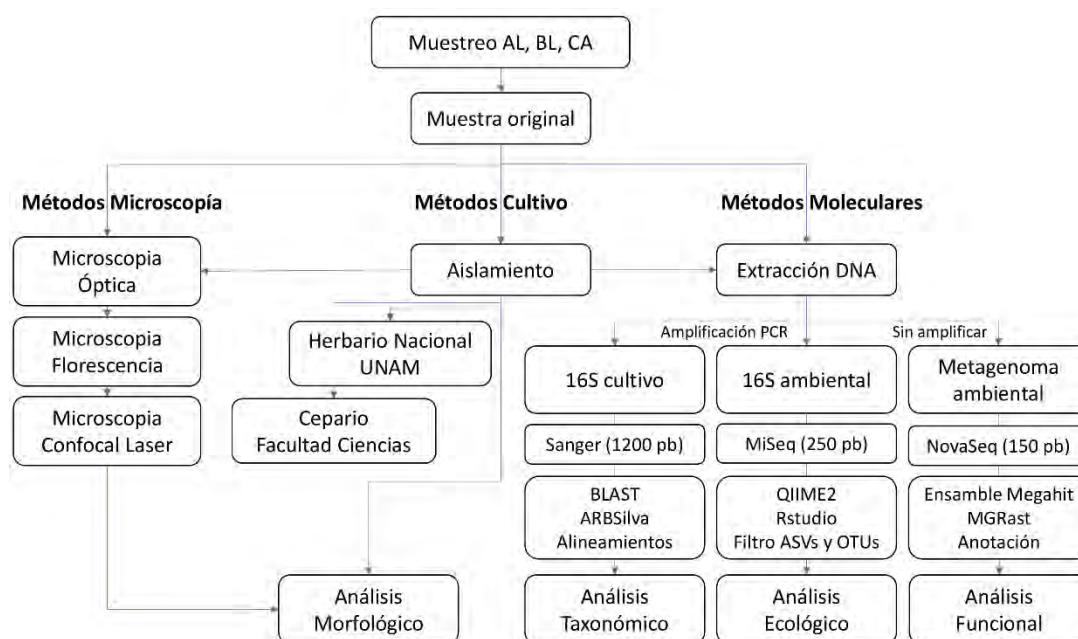 Muestreo AL, BL, CA
Muestra original
Métodos Microscopía
Métodos Cultivo
Métodos Moleculares
Microscopia
Óptica
Aislamiento
Extracción DNA
Amplificación PCR
Sin amplificar
Microscopia
Florescencia
Herbario Nacional
UNAM
16S cultivo
16S ambiental
Metagenoma
ambiental
Microscopia
Confocal Laser
Cepario
Facultad Ciencias
Sanger (1200 pb)
MiSeq (250 pb)
NovaSeq (150 pb)
BLAST
ARBSilva
Alineamientos
QIIME2
Rstudio
Filtro ASVs y OTUs
Ensamble Megahit
MGRast
Anotación
Análisis
Morfológico
Análisis
Taxonómico
Análisis
Ecológico
Análisis
Funcional